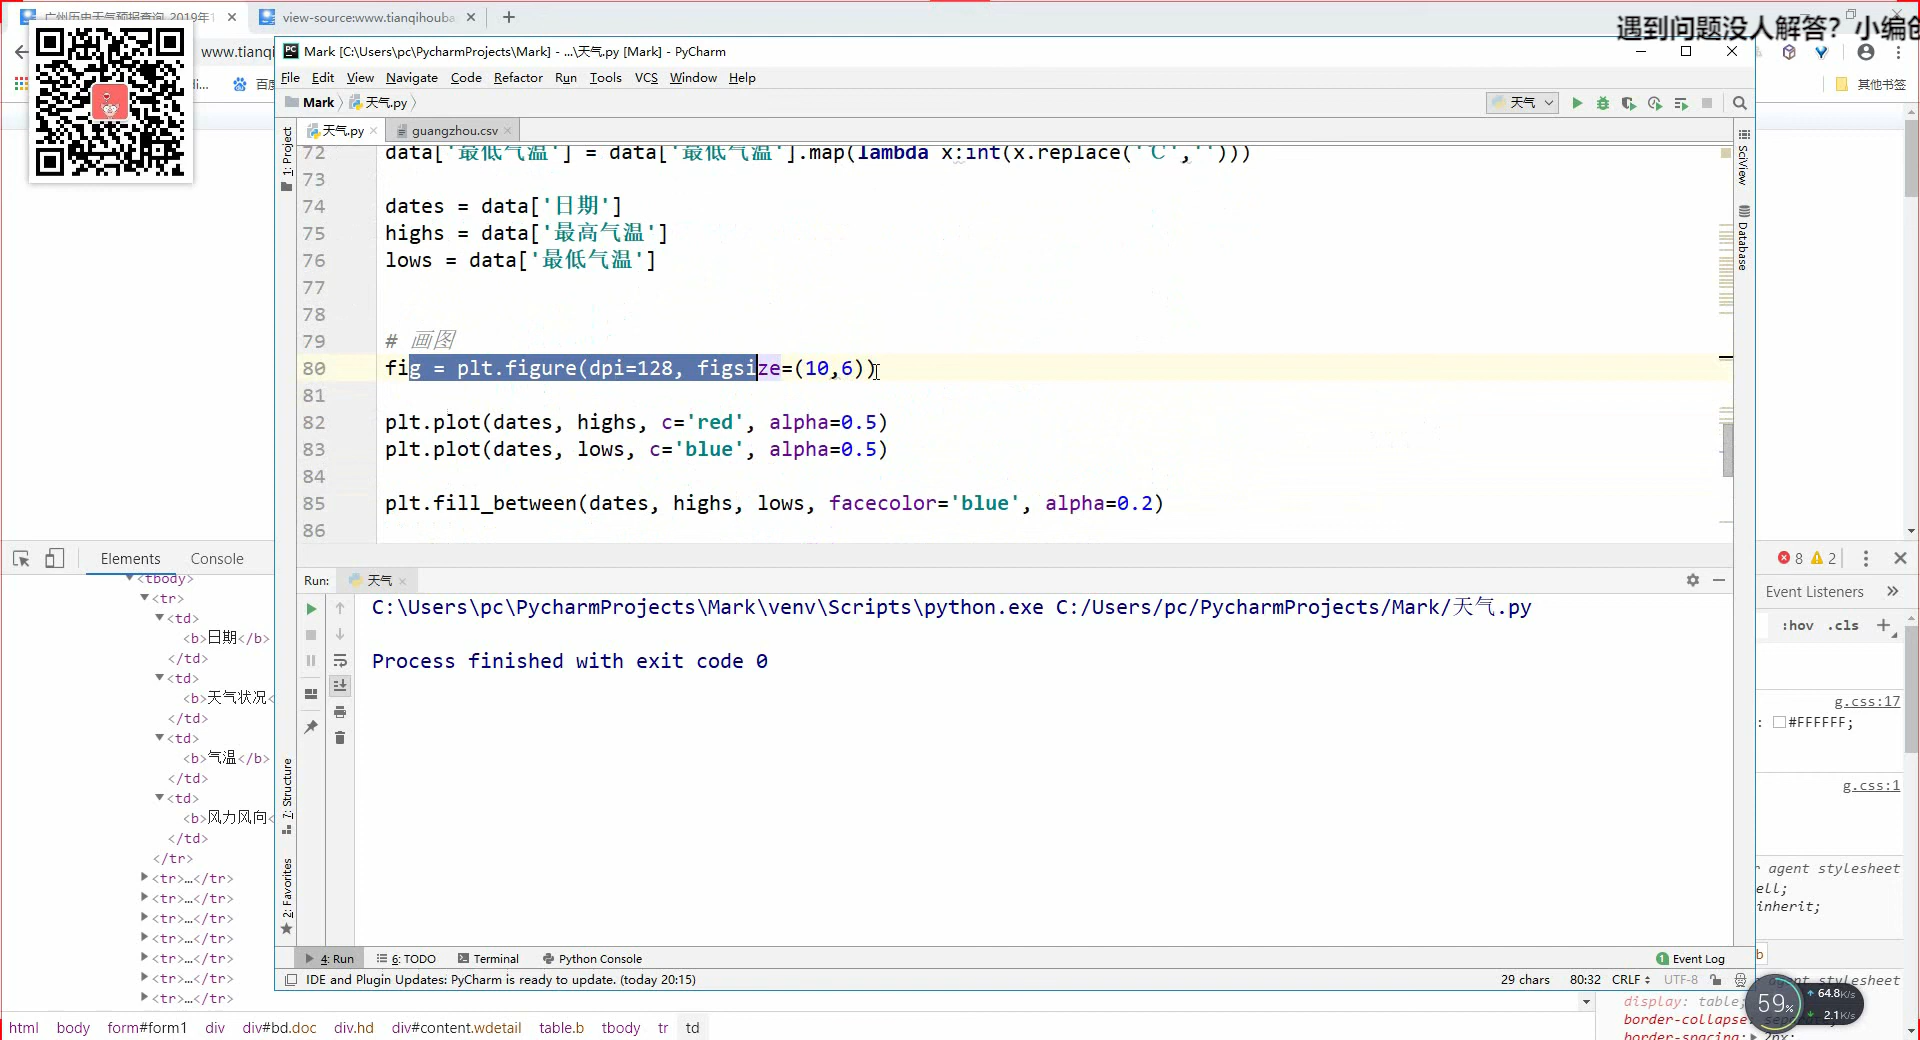 广州历史天气预报查询_2019年1
view-source:www.tianqihouba
遇到问题没人解答？小编创
www.tianqi
百度
其他书签
Mark [C:\Users\pc\PycharmProjects\Mark] - ...\天气.py [Mark] - PyCharm
File Edit View Navigate Code Refactor Run Tools VCS Window Help
Mark 天气.py
天气
天气.py
guangzhou.csv
1: Project
SciView
Database
72 data['最低气温'] = data['最低气温'].map(lambda x:int(x.replace('℃','')))
73
74 dates = data['日期']
75 highs = data['最高气温']
76 lows = data['最低气温']
77
78
79 # 画图
80 fig = plt.figure(dpi=128, figsize=(10,6))
81
82 plt.plot(dates, highs, c='red', alpha=0.5)
83 plt.plot(dates, lows, c='blue', alpha=0.5)
84
85 plt.fill_between(dates, highs, lows, facecolor='blue', alpha=0.2)
86
Run: 天气
C:\Users\pc\PycharmProjects\Mark\venv\Scripts\python.exe C:/Users/pc/PycharmProjects/Mark/天气.py
Process finished with exit code 0
7: Structure
2: Favorites
4: Run 6: TODO Terminal Python Console
1 Event Log
IDE and Plugin Updates: PyCharm is ready to update. (today 20:15)
29 chars 80:32 CRLF UTF-8
Elements Console
<tbody>
<tr>
<td>
<b>日期</b>
</td>
<td>
<b>天气状况<
</td>
<td>
<b>气温</b>
</td>
<td>
<b>风力风向<
</td>
</tr>
<tr>…</tr>
<tr>…</tr>
<tr>…</tr>
<tr>…</tr>
<tr>…</tr>
<tr>…</tr>
<tr>…</tr>
html body form#form1 div div#bd.doc div.hd div#content.wdetail table.b tbody tr td
8 2
Event Listeners
:hov .cls
g.css:17
: #FFFFFF;
g.css:1
r agent stylesheet
ell;
inherit;
b
agent stylesheet
display: table;
border-collapse: separate;
border-spacing: 2px;
59%
64.8K/s
2.1K/s